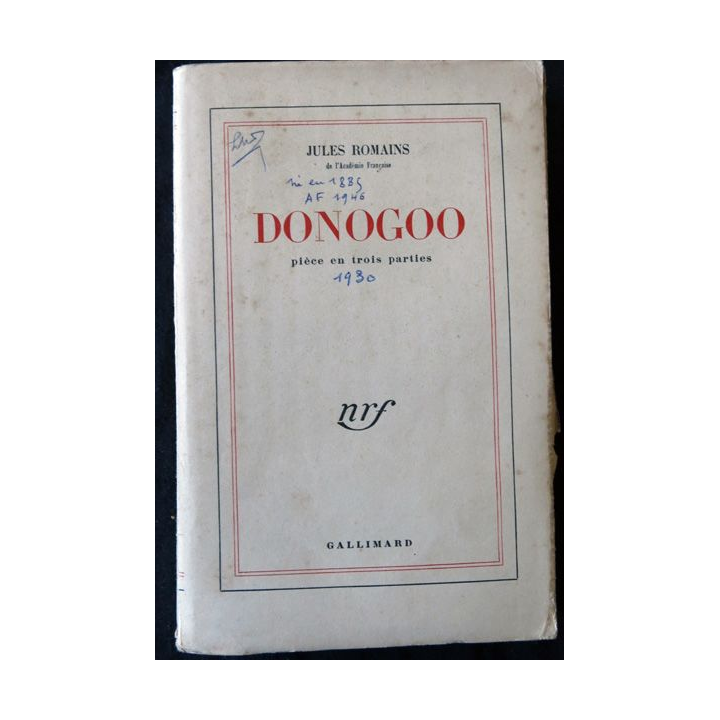 JULES ROMAINS
de l'Académie Française
né en 1885
AF 1946
DONOGOO
pièce en trois parties
1930
nrf
GALLIMARD